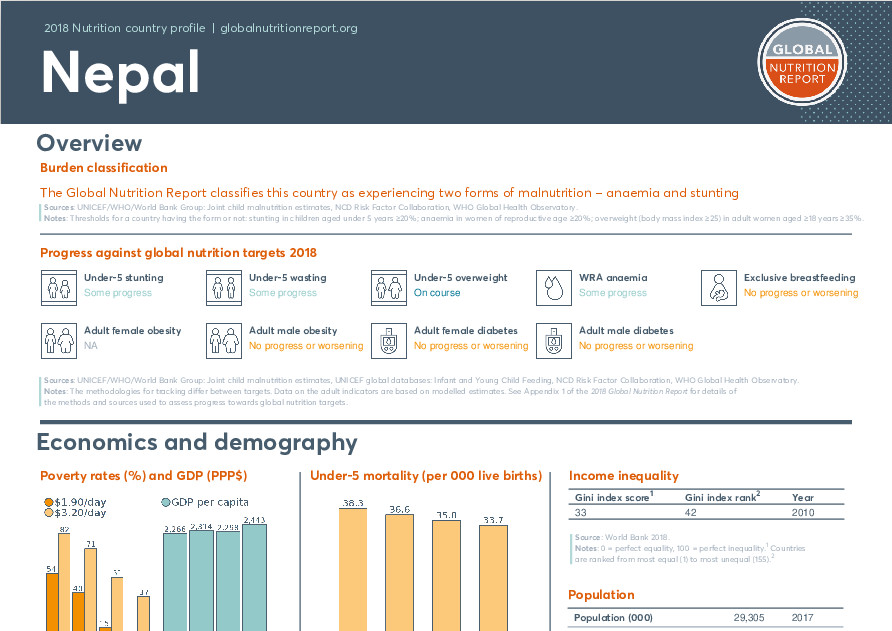 2018 Nutrition country profile | globalnutritionreport.org
Nepal
GLOBAL
NUTRITION
REPORT
Overview
Burden classification
The Global Nutrition Report classifies this country as experiencing two forms of malnutrition – anaemia and stunting
Sources: UNICEF/WHO/World Bank Group: Joint child malnutrition estimates, NCD Risk Factor Collaboration, WHO Global Health Observatory.
Notes: Thresholds for a country having the form or not: stunting in children aged under 5 years ≥20%; anaemia in women of reproductive age ≥20%; overweight (body mass index ≥25) in adult women aged ≥18 years ≥35%.
Progress against global nutrition targets 2018
Under-5 stunting
Some progress
Under-5 wasting
Some progress
Under-5 overweight
On course
WRA anaemia
Some progress
Exclusive breastfeeding
No progress or worsening
Adult female obesity
NA
Adult male obesity
No progress or worsening
Adult female diabetes
No progress or worsening
Adult male diabetes
No progress or worsening
Sources: UNICEF/WHO/World Bank Group: Joint child malnutrition estimates, UNICEF global databases: Infant and Young Child Feeding, NCD Risk Factor Collaboration, WHO Global Health Observatory.
Notes: The methodologies for tracking differ between targets. Data on the adult indicators are based on modelled estimates. See Appendix 1 of the 2018 Global Nutrition Report for details of
the methods and sources used to assess progress towards global nutrition targets.
Economics and demography
Poverty rates (%) and GDP (PPP$)
$1.90/day
$3.20/day
GDP per capita
54
82
40
71
15
37
2,266
2,314
2,298
2,443
Under-5 mortality (per 000 live births)
38.3
36.6
35.0
33.7
Income inequality
Gini index score1 Gini index rank2 Year
33 42 2010
Source: World Bank 2018.
Notes: 0 = perfect equality, 100 = perfect inequality.1 Countries
are ranked from most equal (1) to most unequal (155).2
Population
Population (000) 29,305 2017